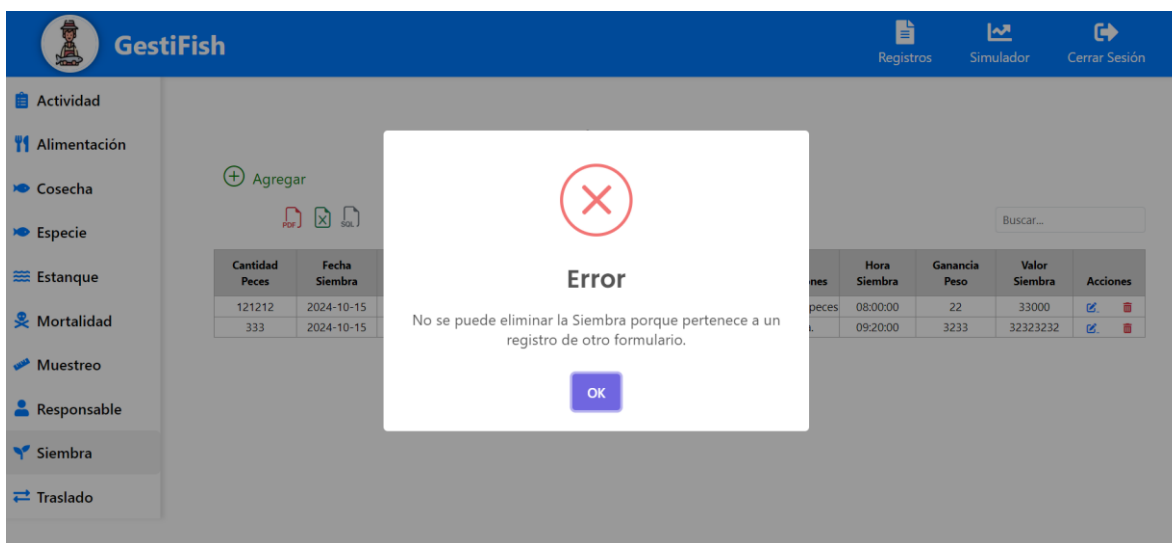 GestiFish
Registros
Simulador
Cerrar Sesión
Actividad
Alimentación
Cosecha
Especie
Estanque
Mortalidad
Muestreo
Responsable
Siembra
Traslado
Agregar
PDF
SQL
Buscar...
Cantidad Peces
Fecha Siembra
Hora Siembra
Ganancia Peso
Valor Siembra
Acciones
121212 2024-10-15 peces 08:00:00 22 33000
333 2024-10-15 09:20:00 3233 32323232
Error
No se puede eliminar la Siembra porque pertenece a un
registro de otro formulario.
OK